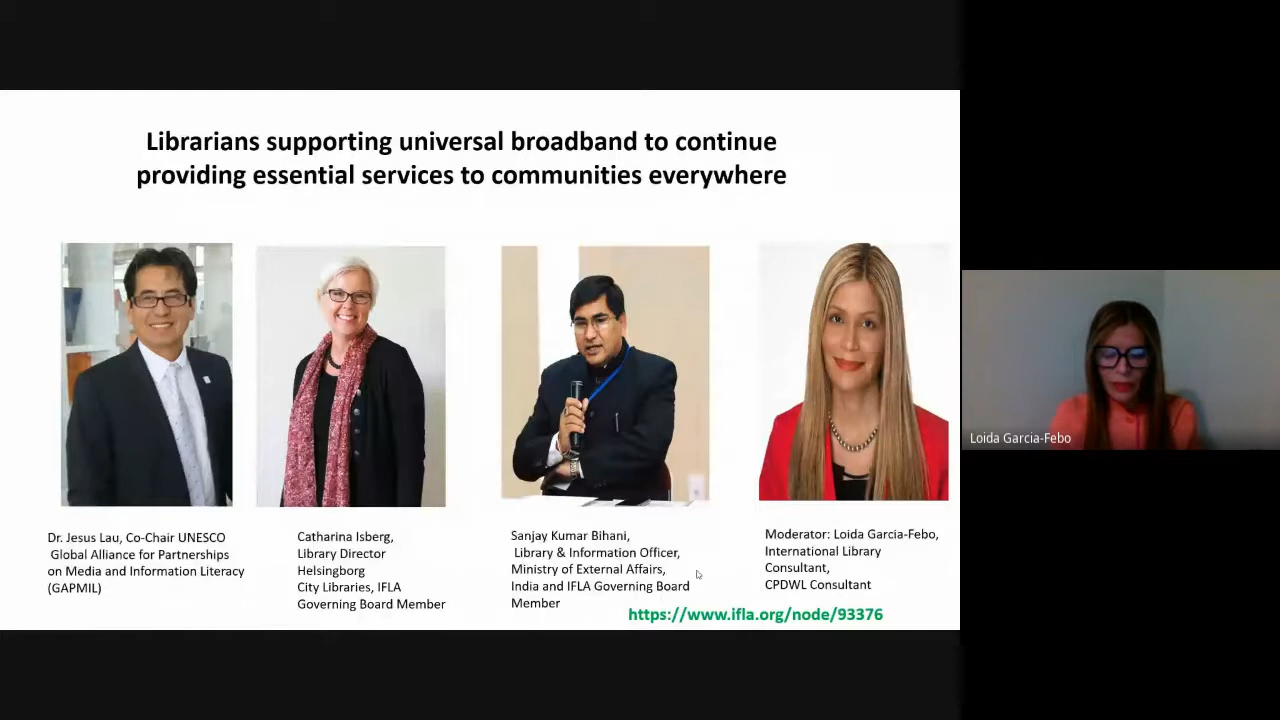 Librarians supporting universal broadband to continue
providing essential services to communities everywhere
Dr. Jesus Lau, Co-Chair UNESCO
Global Alliance for Partnerships
on Media and Information Literacy
(GAPMIL)
Catharina Isberg,
Library Director
Helsingborg
City Libraries, IFLA
Governing Board Member
Sanjay Kumar Bihani,
Library & Information Officer,
Ministry of External Affairs,
India and IFLA Governing Board
Member
Moderator: Loida García-Febo,
International Library
Consultant,
CPDWL Consultant
https://www.ifla.org/node/93376
Loida Garcia-Febo